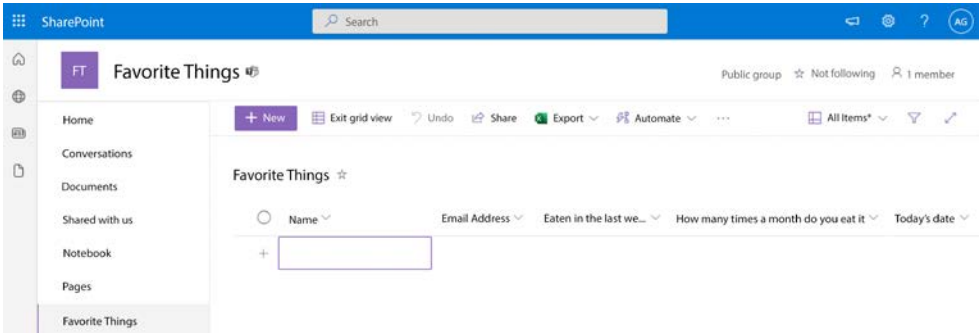 SharePoint
Search
AG
FT
Favorite Things
Public group
Not following
1 member
Home
Conversations
Documents
Shared with us
Notebook
Pages
Favorite Things
+ New
Exit grid view
Undo
Share
Export
Automate
...
All Items*
Favorite Things
Name
Email Address
Eaten in the last we...
How many times a month do you eat it
Today's date